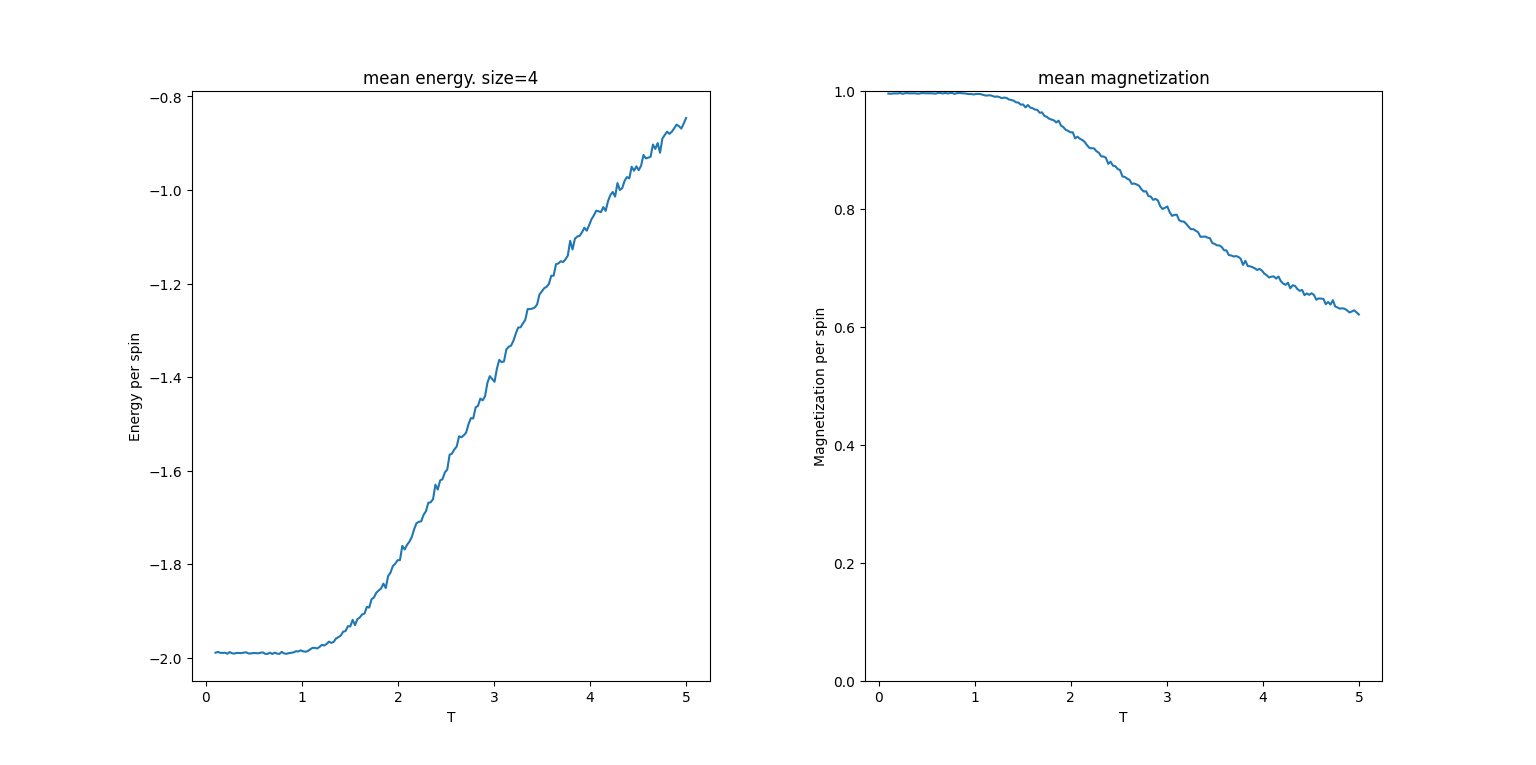 mean energy. size=4
Energy per spin
−0.8
−1.0
−1.2
−1.4
−1.6
−1.8
−2.0
0 1 2 3 4 5
T
mean magnetization
Magnetization per spin
1.0
0.8
0.6
0.4
0.2
0.0
0 1 2 3 4 5
T